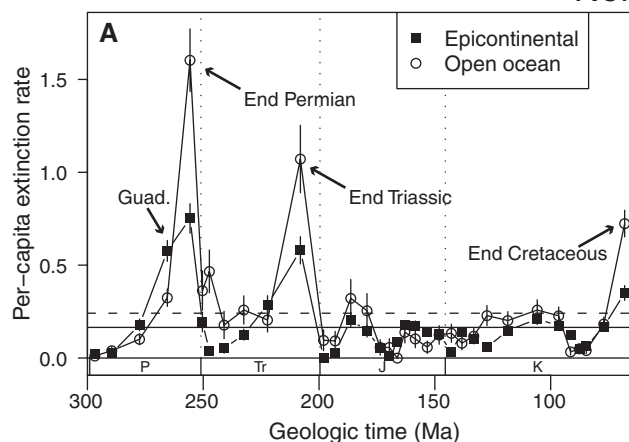 A
Epicontinental
Open ocean
End Permian
Guad.
End Triassic
End Cretaceous
Per−capita extinction rate
1.5
1.0
0.5
0.0
P
Tr
J
K
300
250
200
150
100
Geologic time (Ma)